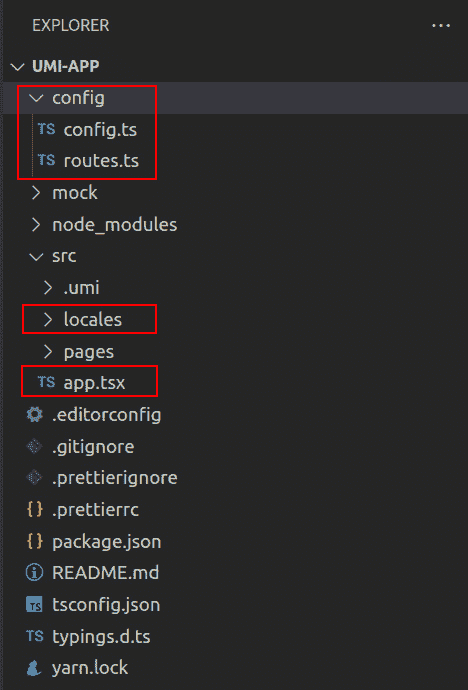 EXPLORER
UMI-APP
config
TS config.ts
TS routes.ts
mock
node_modules
src
.umi
locales
pages
TS app.tsx
.editorconfig
.gitignore
.prettierignore
{} .prettierrc
{} package.json
README.md
TS tsconfig.json
TS typings.d.ts
yarn.lock